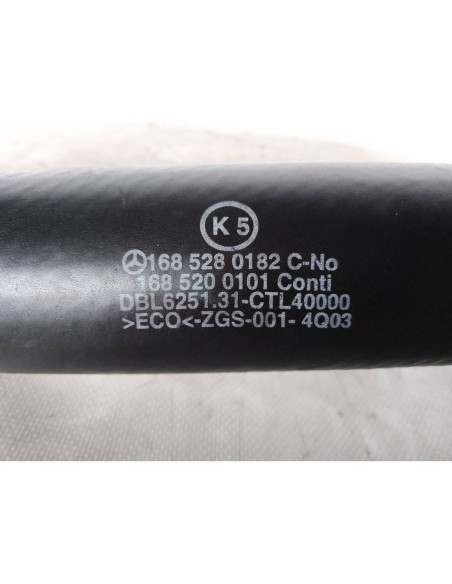 K 5
168 528 0182 C-No
168 520 0101 Conti
DBL6251.31-CTL40000
>ECO<-ZGS-001- 4Q03